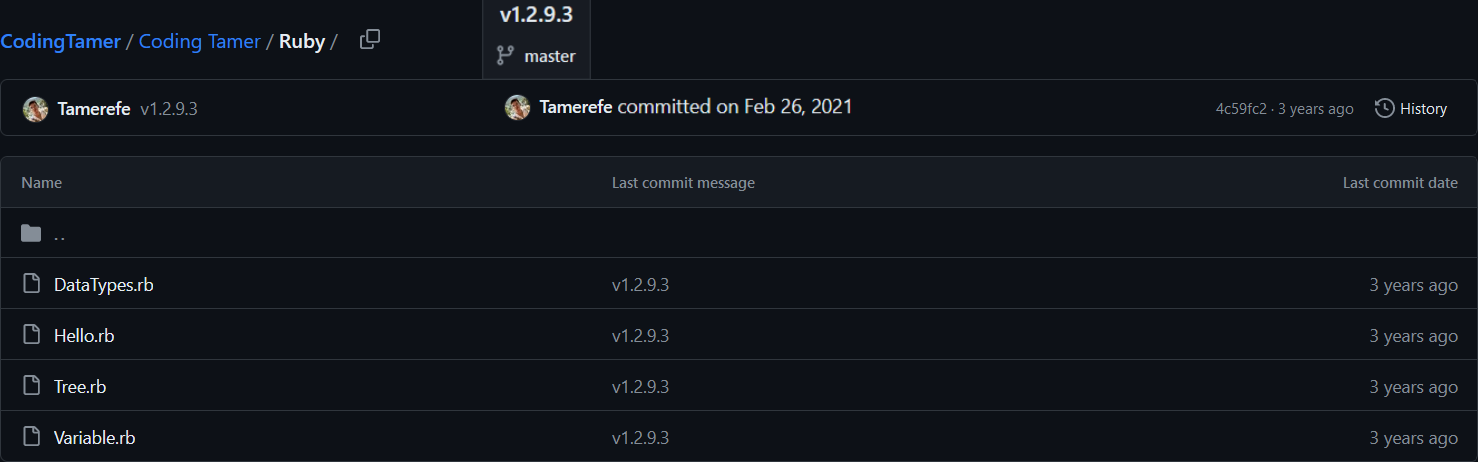 v1.2.9.3
CodingTamer / Coding Tamer / Ruby /
master
Tamerefe v1.2.9.3 Tamerefe committed on Feb 26, 2021 4c59fc2 · 3 years ago History
Name Last commit message Last commit date
..
DataTypes.rb v1.2.9.3 3 years ago
Hello.rb v1.2.9.3 3 years ago
Tree.rb v1.2.9.3 3 years ago
Variable.rb v1.2.9.3 3 years ago